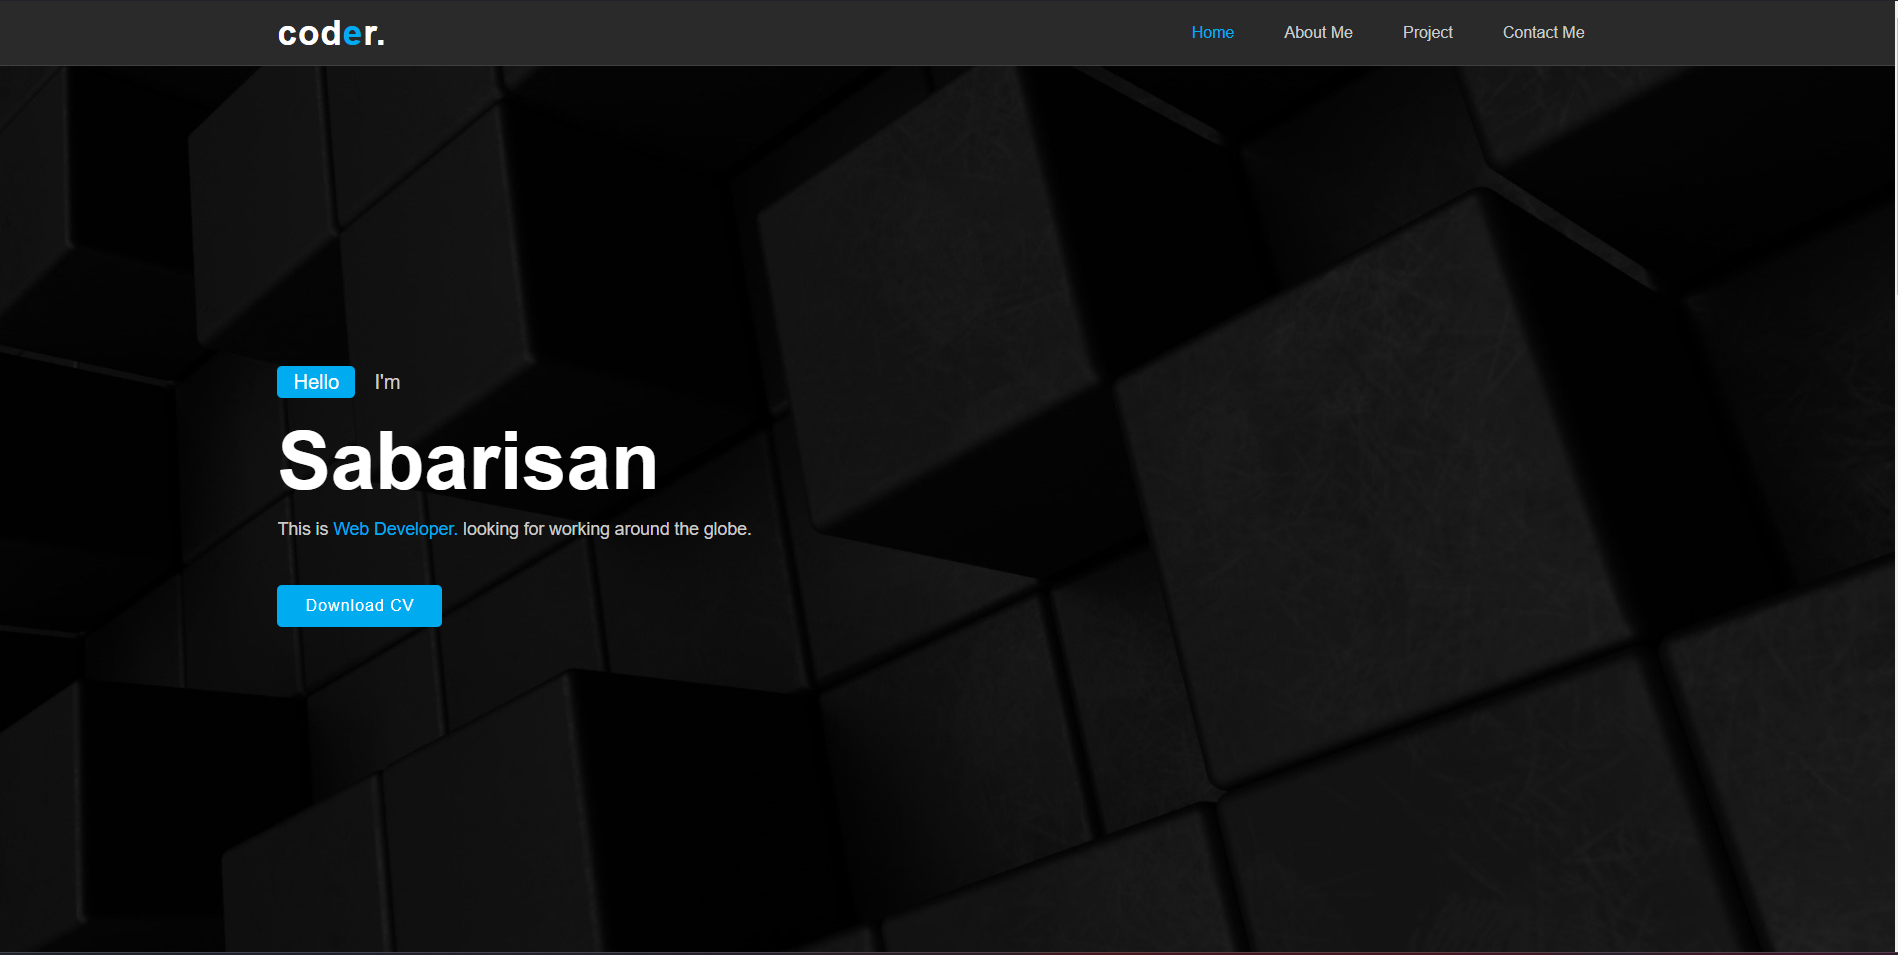 coder.
Home About Me Project Contact Me
Hello I'm
Sabarisan
This is Web Developer. looking for working around the globe.
Download CV